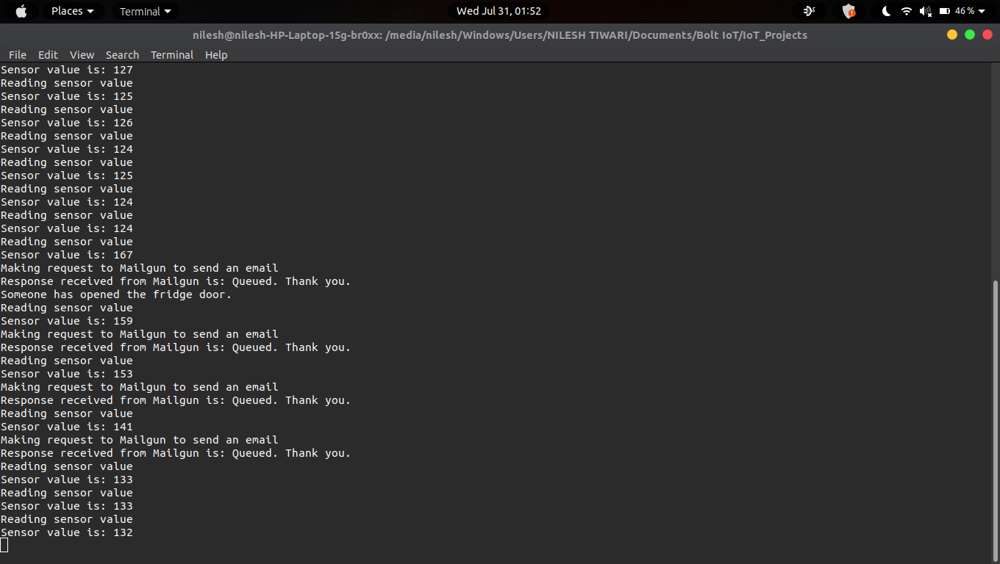 Places Terminal Wed Jul 31, 01:52 46 %
nilesh@nilesh-HP-Laptop-15g-br0xx: /media/nilesh/Windows/Users/NILESH TIWARI/Documents/Bolt IoT/IoT_Projects
File Edit View Search Terminal Help
Sensor value is: 127
Reading sensor value
Sensor value is: 125
Reading sensor value
Sensor value is: 126
Reading sensor value
Sensor value is: 124
Reading sensor value
Sensor value is: 125
Reading sensor value
Sensor value is: 124
Reading sensor value
Sensor value is: 124
Reading sensor value
Sensor value is: 167
Making request to Mailgun to send an email
Response received from Mailgun is: Queued. Thank you.
Someone has opened the fridge door.
Reading sensor value
Sensor value is: 159
Making request to Mailgun to send an email
Response received from Mailgun is: Queued. Thank you.
Reading sensor value
Sensor value is: 153
Making request to Mailgun to send an email
Response received from Mailgun is: Queued. Thank you.
Reading sensor value
Sensor value is: 141
Making request to Mailgun to send an email
Response received from Mailgun is: Queued. Thank you.
Reading sensor value
Sensor value is: 133
Reading sensor value
Sensor value is: 133
Reading sensor value
Sensor value is: 132